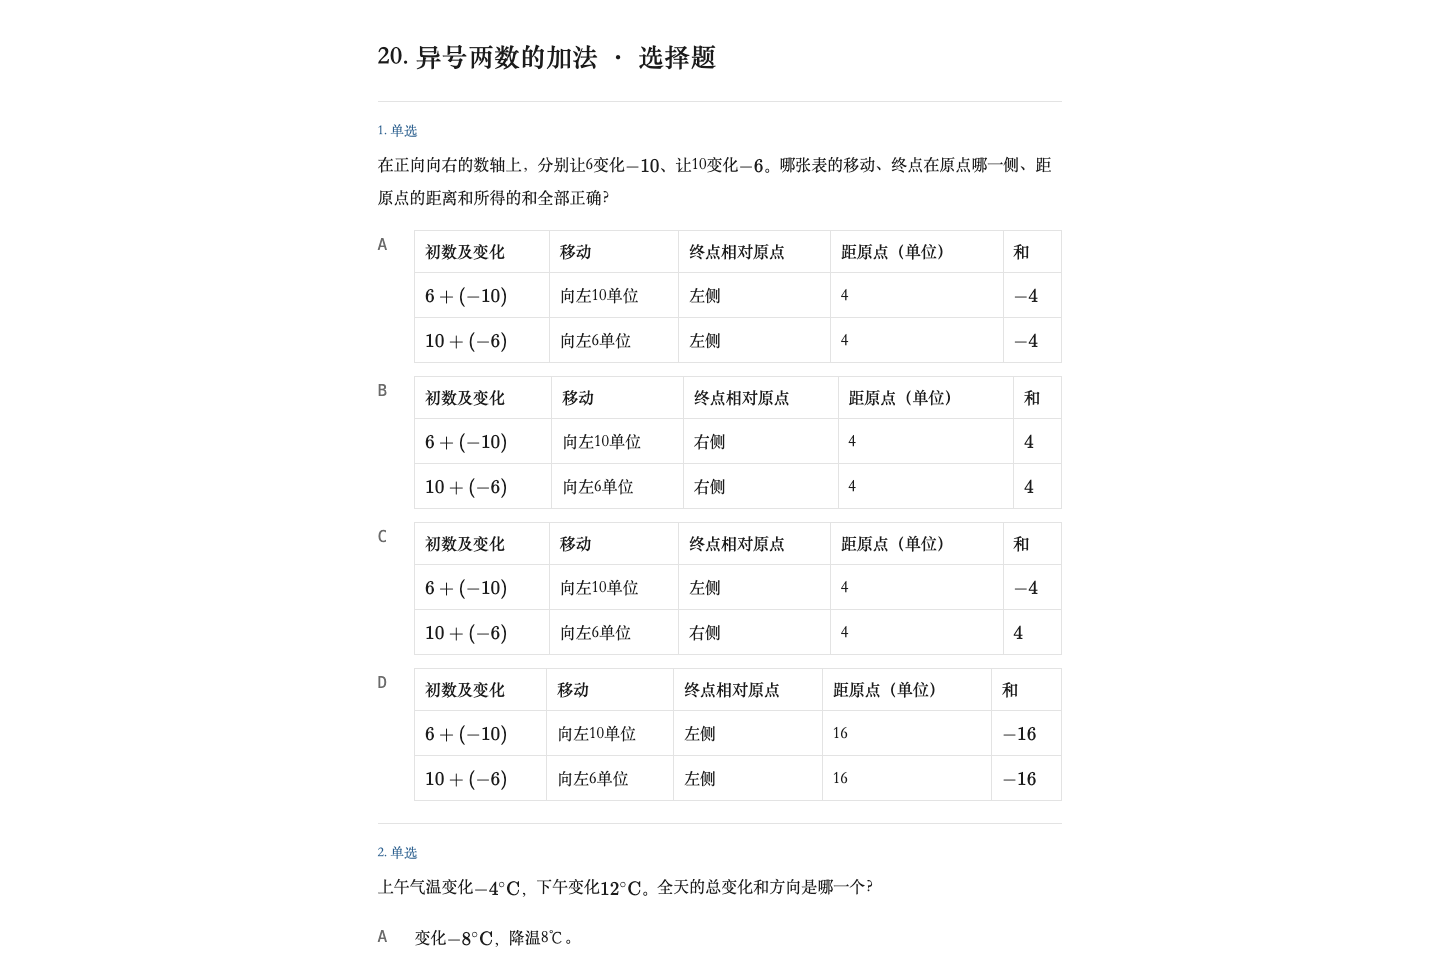 20. 异号两数的加法 · 选择题
1. 单选
在正向向右的数轴上，分别让6变化−10、让10变化−6。哪张表的移动、终点在原点哪一侧、距
原点的距离和所得的和全部正确？
A
初数及变化 移动 终点相对原点 距原点（单位） 和
6 + (−10) 向左10单位 左侧 4 −4
10 + (−6) 向左6单位 左侧 4 −4
B
初数及变化 移动 终点相对原点 距原点（单位） 和
6 + (−10) 向左10单位 右侧 4 4
10 + (−6) 向左6单位 右侧 4 4
C
初数及变化 移动 终点相对原点 距原点（单位） 和
6 + (−10) 向左10单位 左侧 4 −4
10 + (−6) 向左6单位 右侧 4 4
D
初数及变化 移动 终点相对原点 距原点（单位） 和
6 + (−10) 向左10单位 左侧 16 −16
10 + (−6) 向左6单位 左侧 16 −16
2. 单选
上午气温变化−4°C，下午变化12°C。全天的总变化和方向是哪一个？
A 变化−8°C，降温8℃。